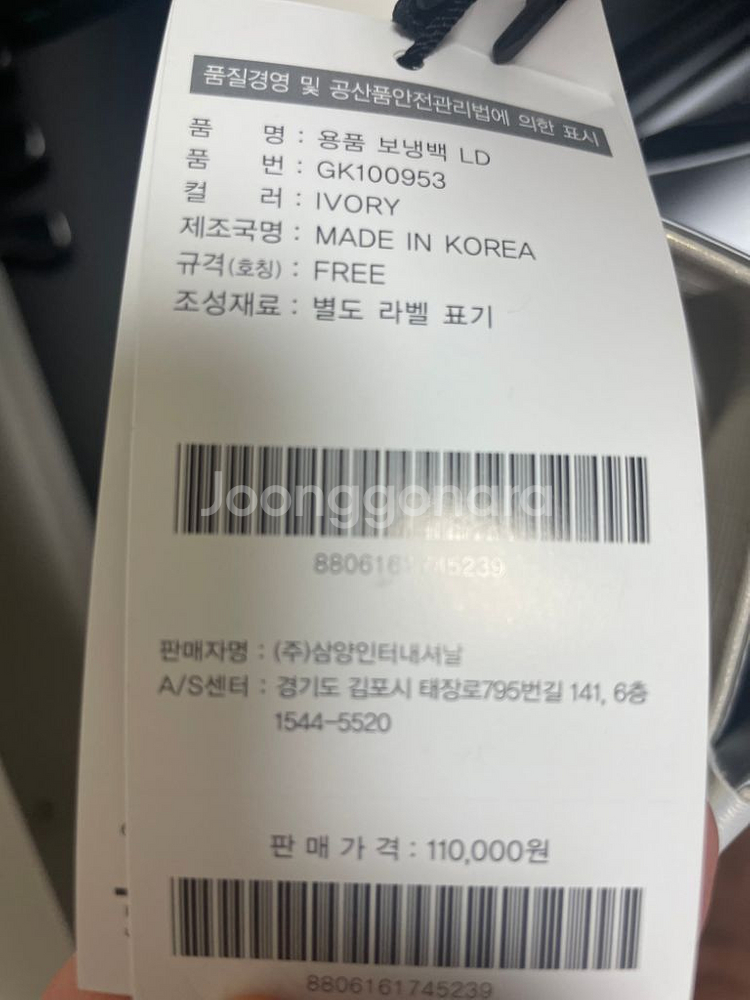 품질경영 및 공산품안전관리법에 의한 표시
품 명 : 용품 보냉백 LD
품 번 : GK100953
컬 러 : IVORY
제조국명 : MADE IN KOREA
규격(호칭) : FREE
조성재료 : 별도 라벨 표기
Joonggonara
8806161745239
판매자명 : (주)삼양인터내셔날
A/S센터 : 경기도 김포시 태장로795번길 141, 6층
1544-5520
판 매 가 격 : 110,000원
8806161745239